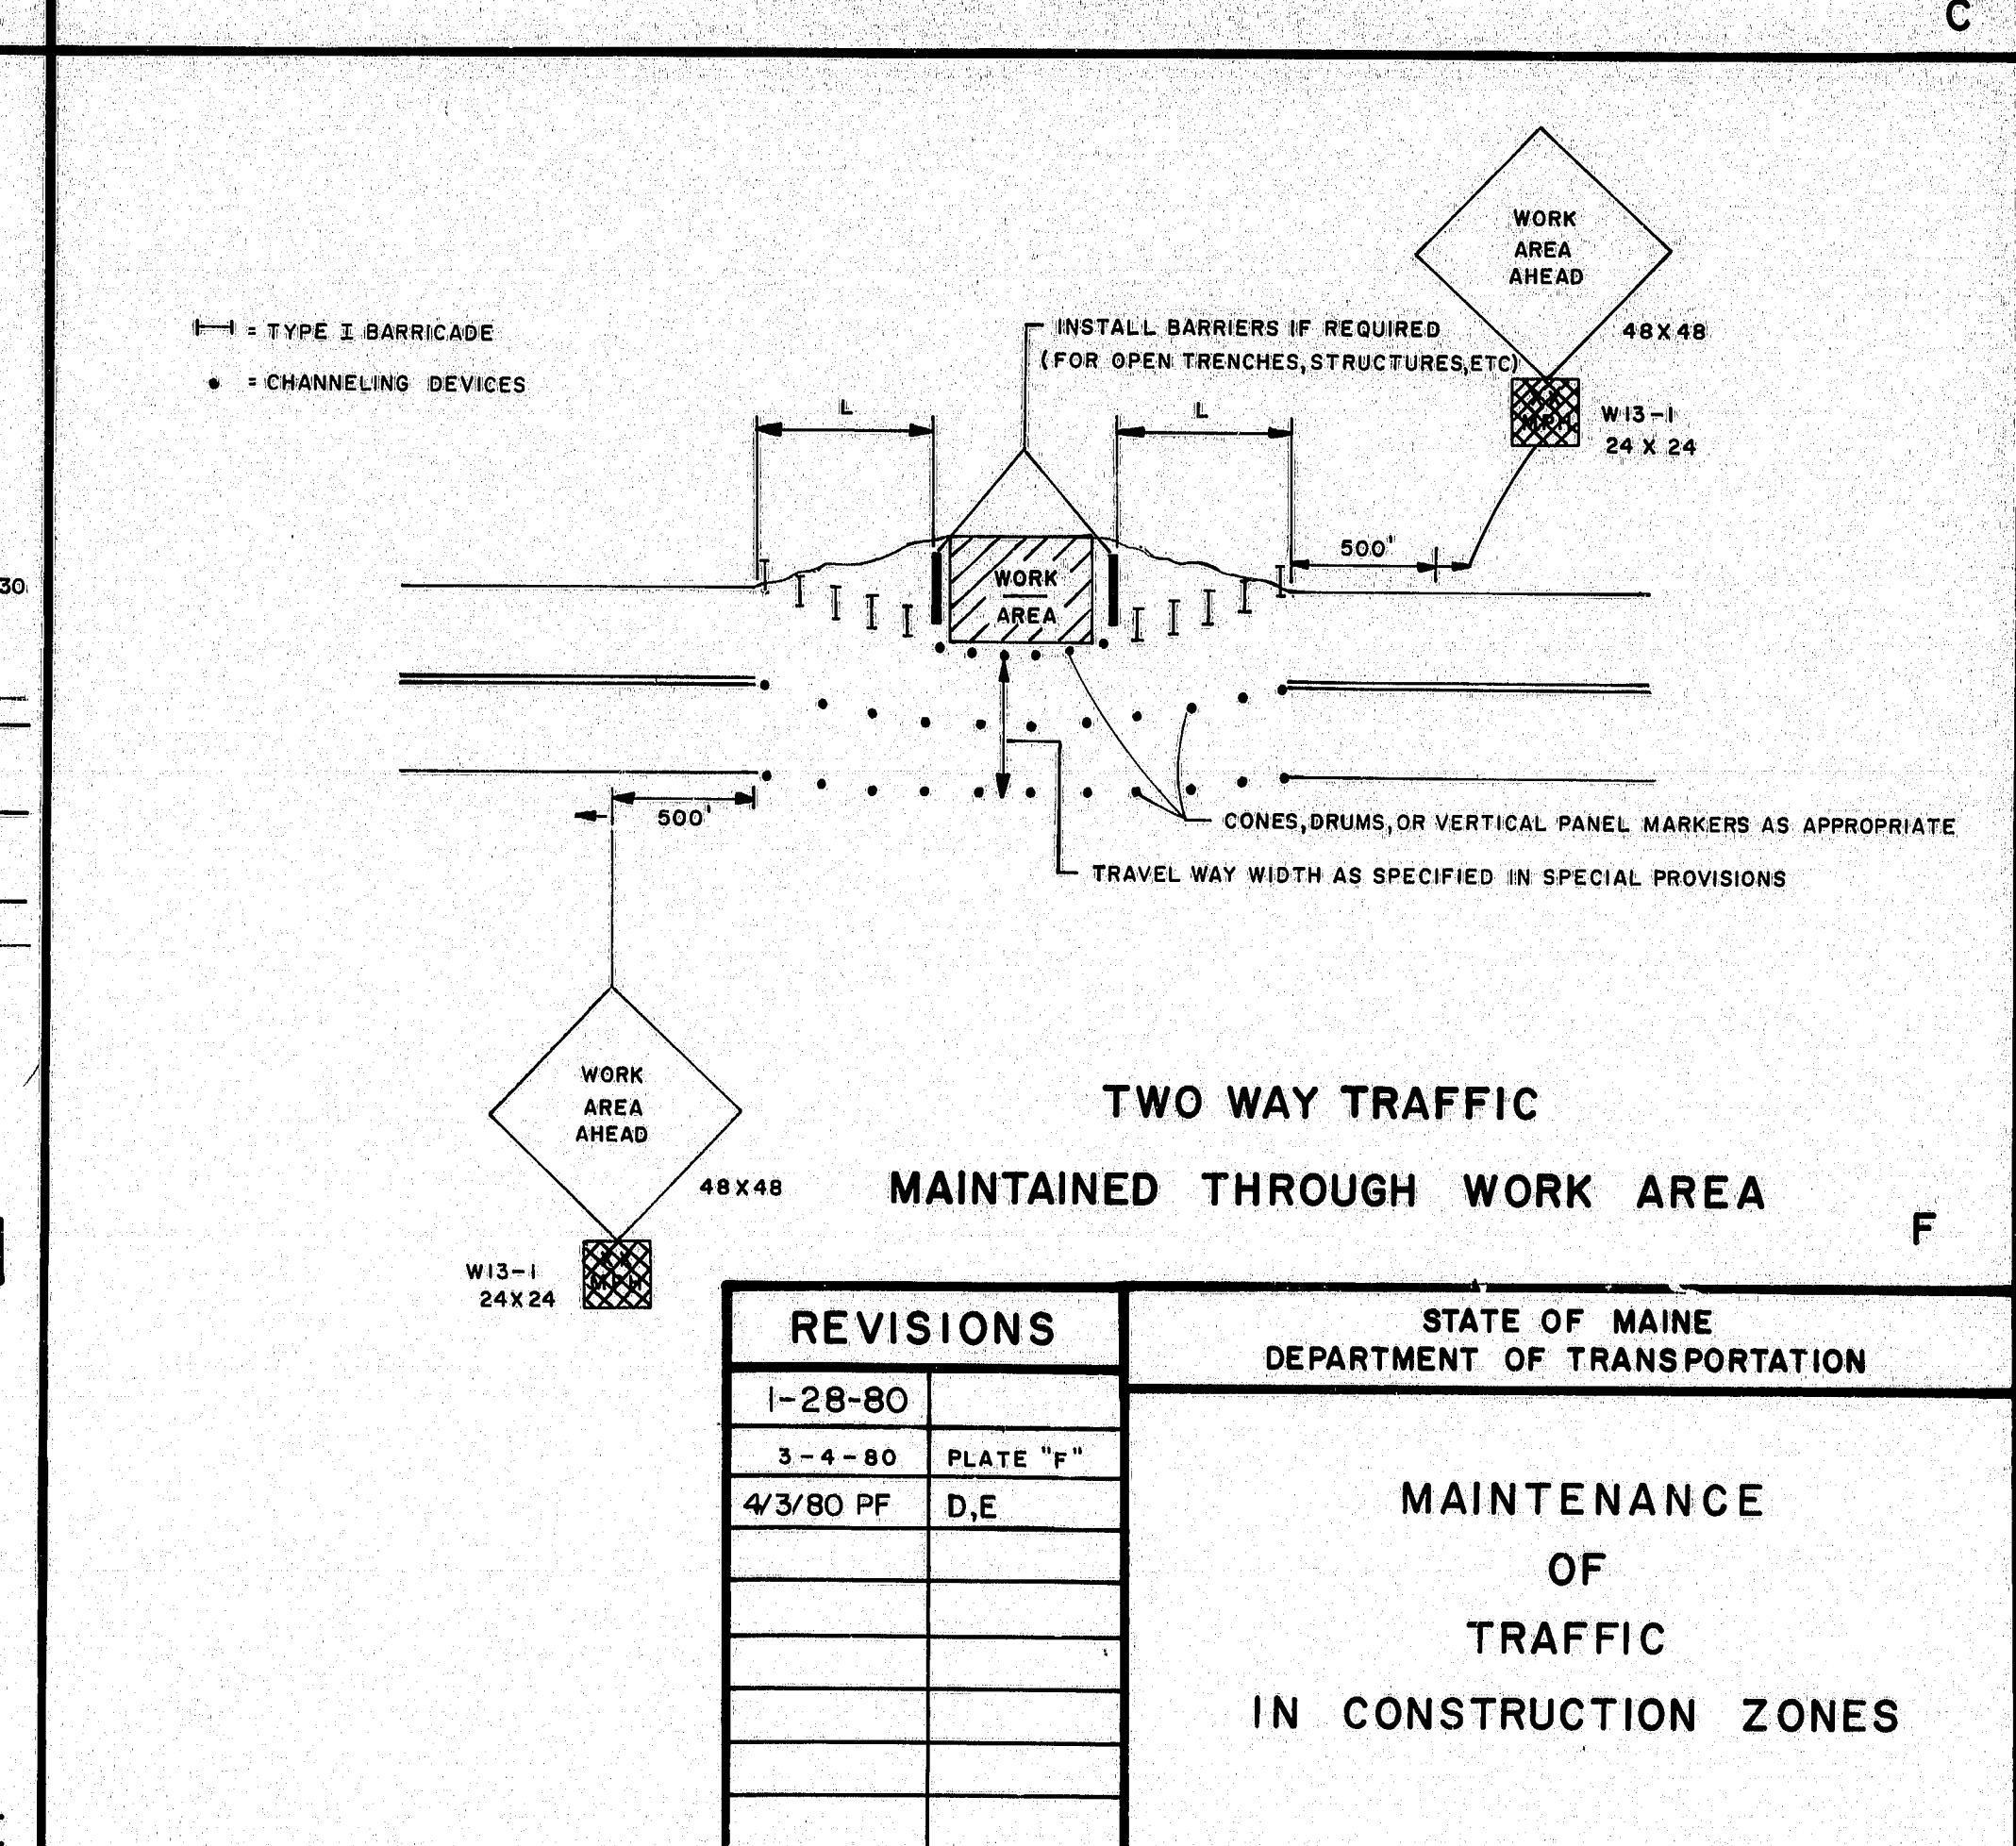 C
WORK
AREA
AHEAD
48X48
W13-1
24 X 24
= TYPE I BARRICADE
= CHANNELING DEVICES
INSTALL BARRIERS IF REQUIRED
(FOR OPEN TRENCHES, STRUCTURES, ETC)
L
L
500'
30
WORK
AREA
500'
CONES, DRUMS, OR VERTICAL PANEL MARKERS AS APPROPRIATE
TRAVEL WAY WIDTH AS SPECIFIED IN SPECIAL PROVISIONS
WORK
AREA
AHEAD
48X48
W13-1
24X24
TWO WAY TRAFFIC
MAINTAINED THROUGH WORK AREA
F
REVISIONS
1-28-80
3-4-80 PLATE "F"
4/3/80 PF D,E
STATE OF MAINE
DEPARTMENT OF TRANSPORTATION
MAINTENANCE
OF
TRAFFIC
IN CONSTRUCTION ZONES